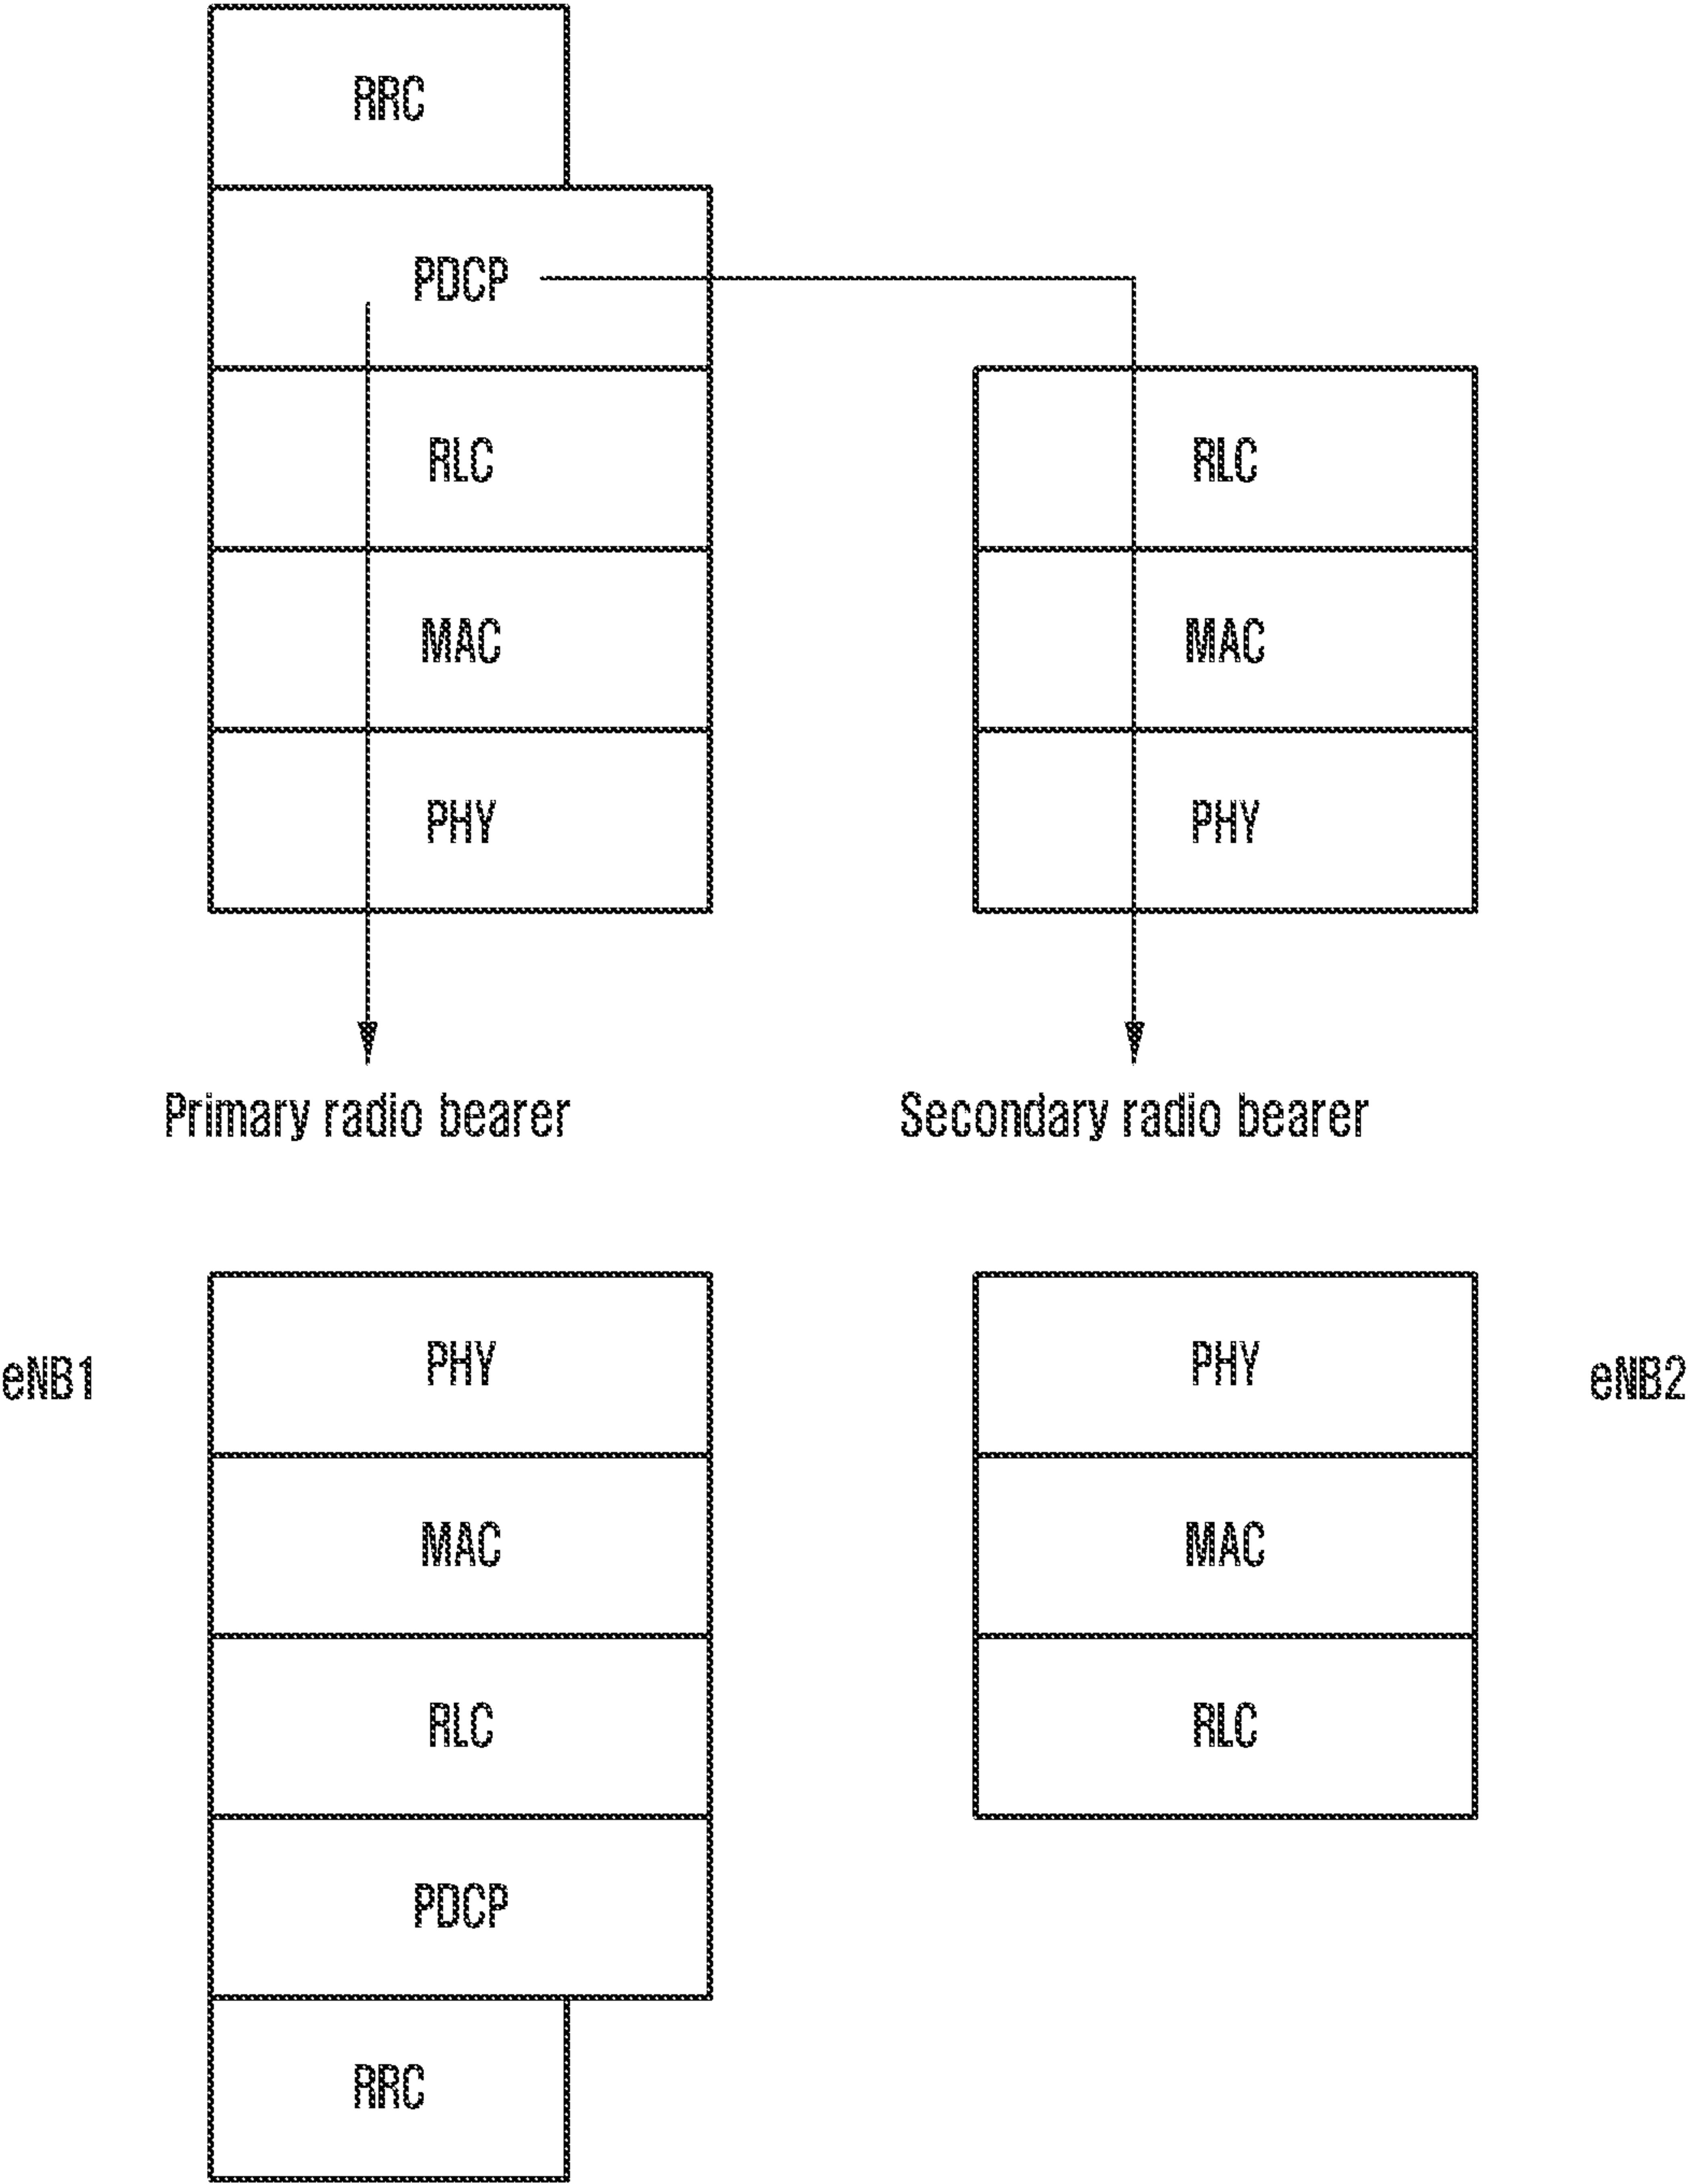 RRC
PDCP
RLC
RLC
MAC
MAC
PHY
PHY
Primary radio bearer
Secondary radio bearer
PHY
PHY
eNB1
eNB2
MAC
MAC
RLC
RLC
PDCP
RRC